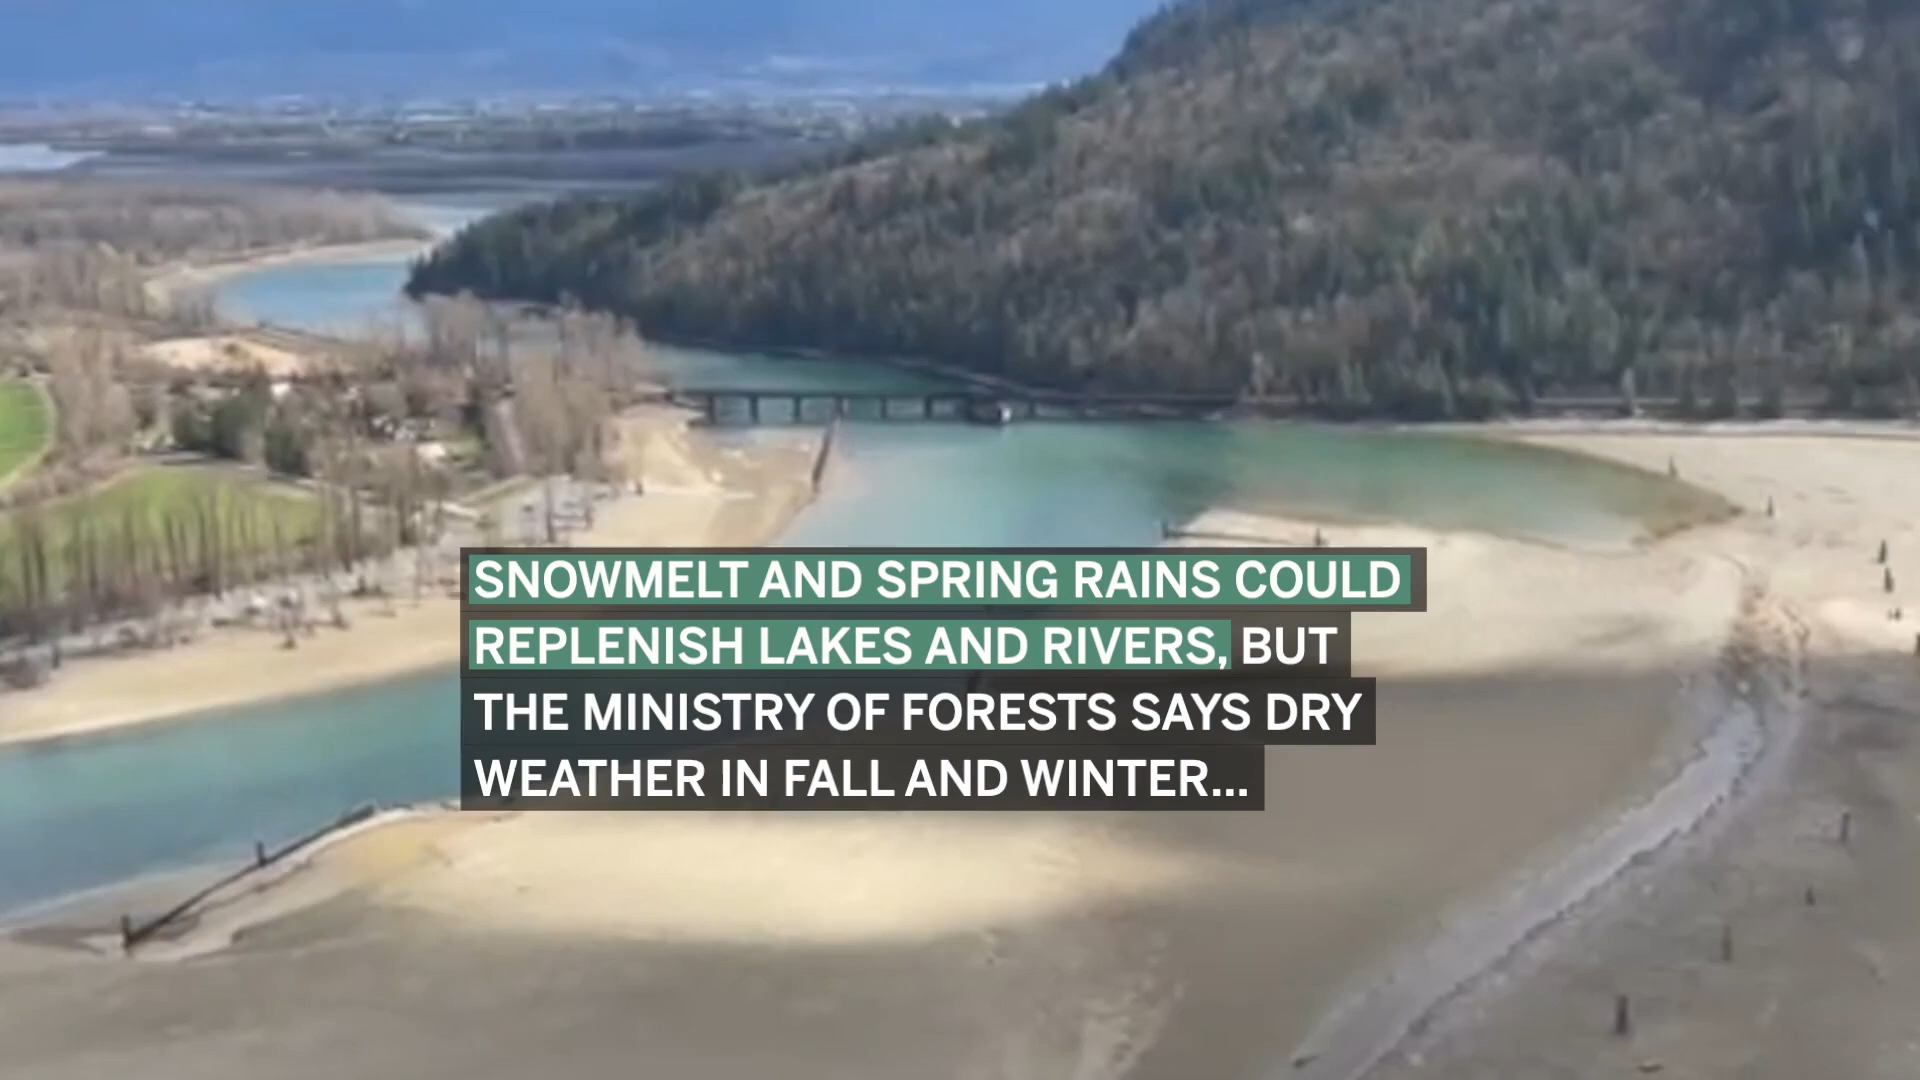 SNOWMELT AND SPRING RAINS COULD
REPLENISH LAKES AND RIVERS, BUT
THE MINISTRY OF FORESTS SAYS DRY
WEATHER IN FALL AND WINTER...